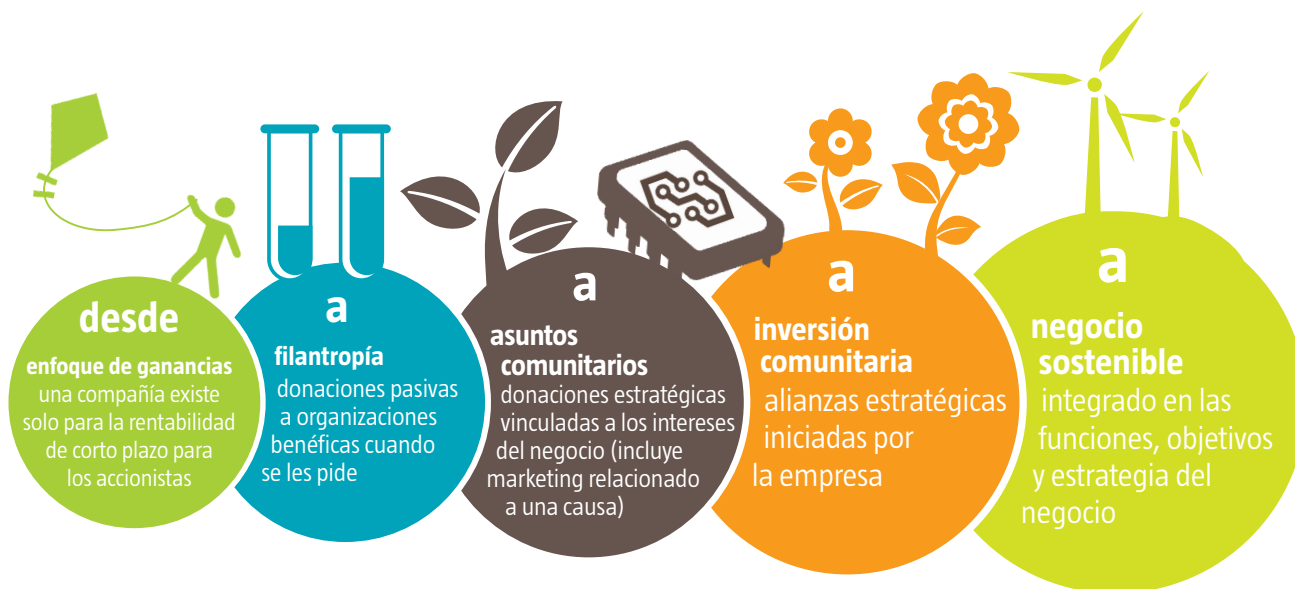 desde
enfoque de ganancias
una compañía existe
solo para la rentabilidad
de corto plazo para
los accionistas
a
filantropía
donaciones pasivas
a organizaciones
benéficas cuando
se les pide
a
asuntos
comunitarios
donaciones estratégicas
vinculadas a los intereses
del negocio (incluye
marketing relacionado
a una causa)
a
inversión
comunitaria
alianzas estratégicas
iniciadas por
la empresa
a
negocio
sostenible
integrado en las
funciones, objetivos
y estrategia del
negocio